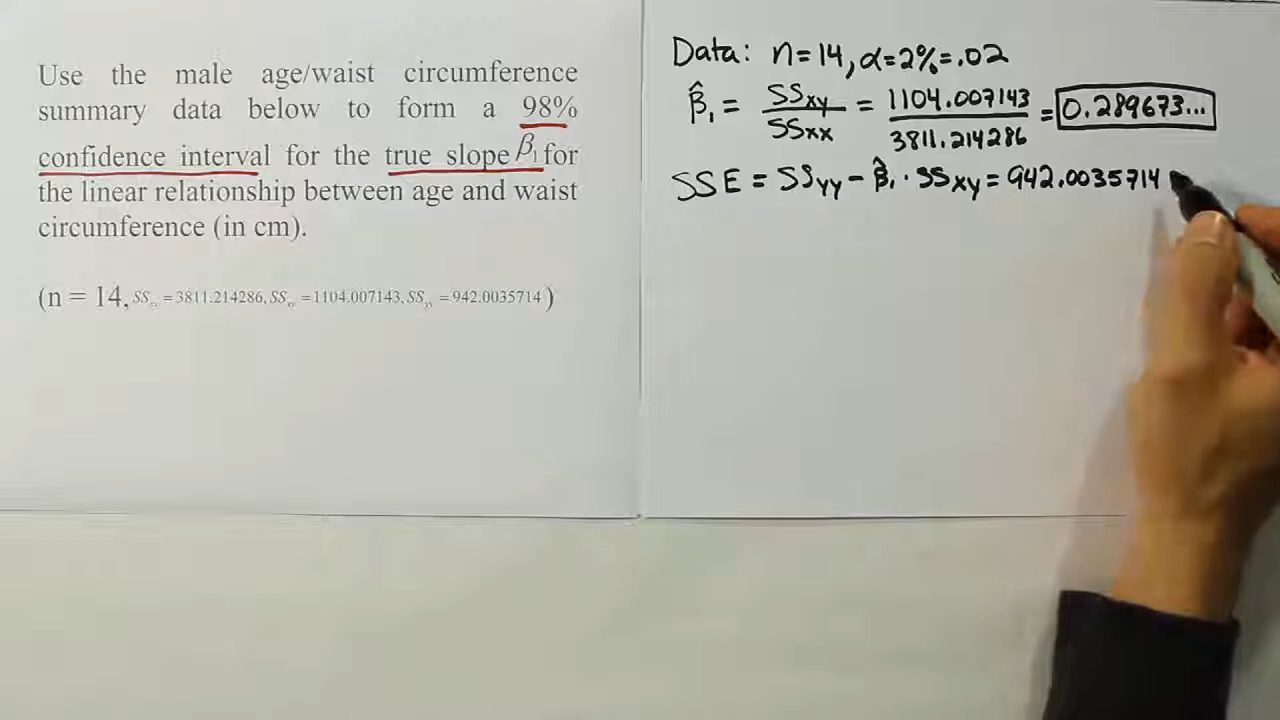 Use the male age/waist circumference
summary data below to form a 98%
confidence interval for the true slope β₁ for
the linear relationship between age and waist
circumference (in cm).
(n = 14, SSₓₓ = 3811.214286, SSₓᵧ = 1104.007143, SSᵧᵧ = 942.0035714)
Data: n=14, α=2%=.02
β̂₁ = SSxy/SSxx = 1104.007143/3811.214286 = 0.289673...
SSE = SSyy - β̂₁ · SSxy = 942.0035714